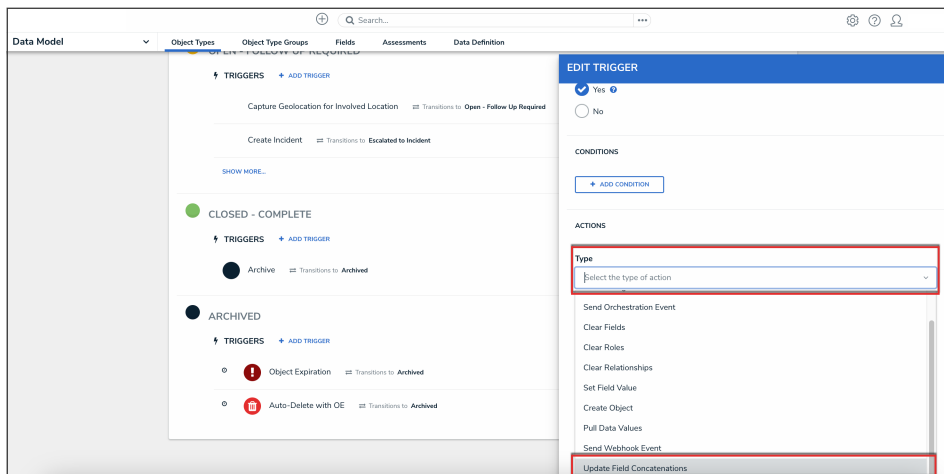 Search...
Data Model
Object Types Object Type Groups Fields Assessments Data Definition
OPEN - FOLLOW UP REQUIRED
TRIGGERS + ADD TRIGGER
Capture Geolocation for Involved Location Transitions to Open - Follow Up Required
Create Incident Transitions to Escalated to Incident
SHOW MORE...
CLOSED - COMPLETE
TRIGGERS + ADD TRIGGER
Archive Transitions to Archived
ARCHIVED
TRIGGERS + ADD TRIGGER
Object Expiration Transitions to Archived
Auto-Delete with OE Transitions to Archived
EDIT TRIGGER
Yes
No
CONDITIONS
+ ADD CONDITION
ACTIONS
Type
Select the type of action
Send Orchestration Event
Clear Fields
Clear Roles
Clear Relationships
Set Field Value
Create Object
Pull Data Values
Send Webhook Event
Update Field Concatenations